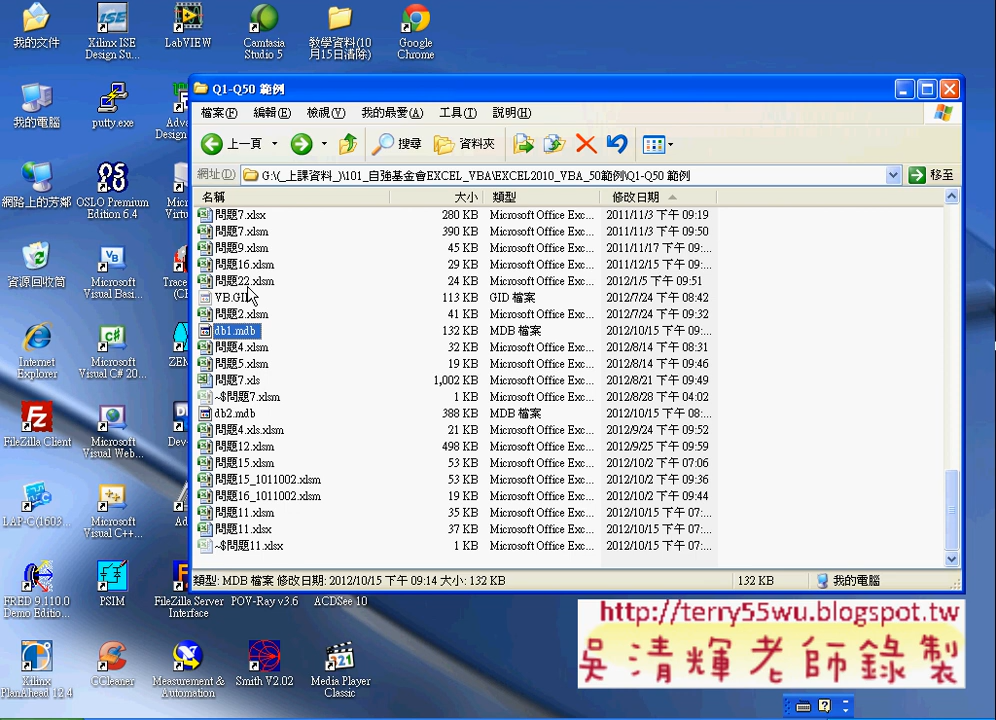 我的文件
Xilinx ISE
Design Su...
LabVIEW
Camtasia
Studio 5
教學資料(10
月15日清除)
Google
Chrome
Q1-Q50 範例
檔案(F) 編輯(E) 檢視(V) 我的最愛(A) 工具(T) 說明(H)
上一頁 搜尋 資料夾
網址(D) G:\(_上課資料_)\101_自強基金會EXCEL_VBA\EXCEL2010_VBA_50範例\Q1-Q50 範例 移至
名稱 大小 類型 修改日期
問題7.xlsx 280 KB Microsoft Office Exc... 2011/11/3 下午 09:19
問題7.xlsm 390 KB Microsoft Office Exc... 2011/11/3 下午 09:50
問題9.xlsm 45 KB Microsoft Office Exc... 2011/11/17 下午 09:...
問題16.xlsm 29 KB Microsoft Office Exc... 2011/12/15 下午 09:...
問題22.xlsm 24 KB Microsoft Office Exc... 2012/1/5 下午 09:51
VB.GID 113 KB GID 檔案 2012/7/24 下午 08:42
問題2.xlsm 41 KB Microsoft Office Exc... 2012/7/24 下午 09:32
db1.mdb 132 KB MDB 檔案 2012/10/15 下午 09:...
問題4.xlsm 32 KB Microsoft Office Exc... 2012/8/14 下午 08:31
問題5.xlsm 19 KB Microsoft Office Exc... 2012/8/14 下午 09:46
問題7.xls 1,002 KB Microsoft Office Exc... 2012/8/21 下午 09:49
~$問題7.xlsm 1 KB Microsoft Office Exc... 2012/8/28 下午 04:02
db2.mdb 388 KB MDB 檔案 2012/10/15 下午 08:...
問題4.xls.xlsm 21 KB Microsoft Office Exc... 2012/9/24 下午 09:52
問題12.xlsm 498 KB Microsoft Office Exc... 2012/9/25 下午 09:59
問題15.xlsm 53 KB Microsoft Office Exc... 2012/10/2 下午 07:06
問題15_1011002.xlsm 53 KB Microsoft Office Exc... 2012/10/2 下午 09:36
問題16_1011002.xlsm 19 KB Microsoft Office Exc... 2012/10/2 下午 09:44
問題11.xlsm 35 KB Microsoft Office Exc... 2012/10/15 下午 07:...
問題11.xlsx 37 KB Microsoft Office Exc... 2012/10/15 下午 07:...
~$問題11.xlsx 1 KB Microsoft Office Exc... 2012/10/15 下午 07:...
類型: MDB 檔案 修改日期: 2012/10/15 下午 09:14 大小: 132 KB 132 KB 我的電腦
我的電腦
putty.exe
Design
網路上的芳鄰
OSLO Premium
Edition 6.4
資源回收筒
Microsoft
Visual Basi...
Internet
Explorer
Microsoft
Visual C# 20...
FileZilla Client
Microsoft
Visual Web...
LAP-C(1603...
Microsoft
Visual C++...
FRED 9.110.0
Demo Editio...
PSIM
FileZilla Server
Interface
POV-Ray v3.6
ACDSee 10
Xilinx
PlanAhead 12.4
CCleaner
Measurement &
Automation
Smith V2.02
Media Player
Classic
http://terry55wu.blogspot.tw
吳清輝老師錄製